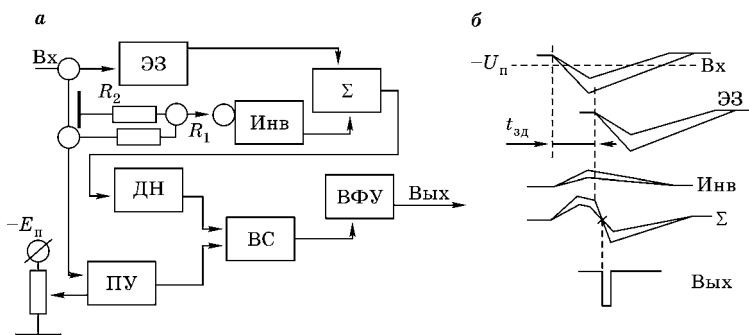 а
Вх
ЭЗ
Σ
R₂
R₁
Инв
ДН
ВФУ
Вых
ВС
−Eп
ПУ
б
−Uп
Вх
ЭЗ
tзд
Инв
Σ
Вых